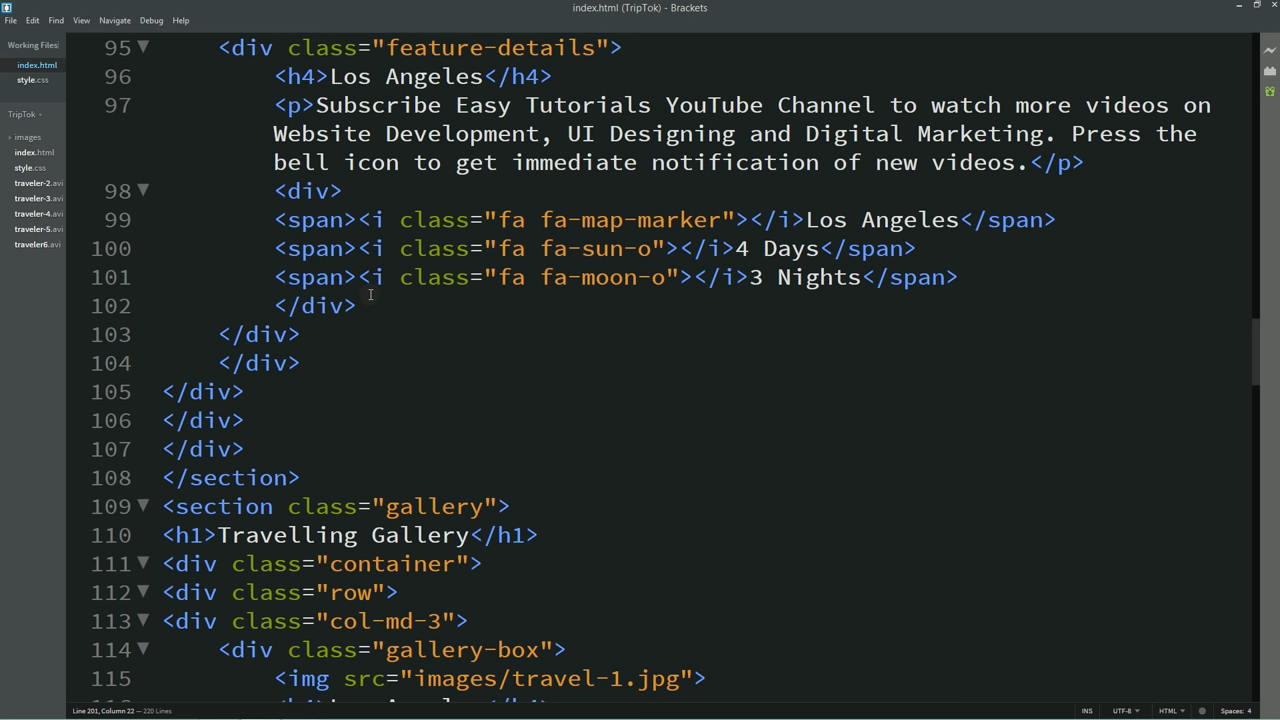 index.html (TripTok) - Brackets
File Edit Find View Navigate Debug Help
Working Files
index.html
style.css
TripTok
images
index.html
style.css
traveler-2.avi
traveler-3.avi
traveler-4.avi
traveler-5.avi
traveler6.avi
95 <div class="feature-details">
96 <h4>Los Angeles</h4>
97 <p>Subscribe Easy Tutorials YouTube Channel to watch more videos on
Website Development, UI Designing and Digital Marketing. Press the
bell icon to get immediate notification of new videos.</p>
98 <div>
99 <span><i class="fa fa-map-marker"></i>Los Angeles</span>
100 <span><i class="fa fa-sun-o"></i>4 Days</span>
101 <span><i class="fa fa-moon-o"></i>3 Nights</span>
102 </div>
103 </div>
104 </div>
105 </div>
106 </div>
107 </div>
108 </section>
109 <section class="gallery">
110 <h1>Travelling Gallery</h1>
111 <div class="container">
112 <div class="row">
113 <div class="col-md-3">
114 <div class="gallery-box">
115 <img src="images/travel-1.jpg">
Line 201, Column 22 — 220 Lines
INS UTF-8 HTML Spaces: 4